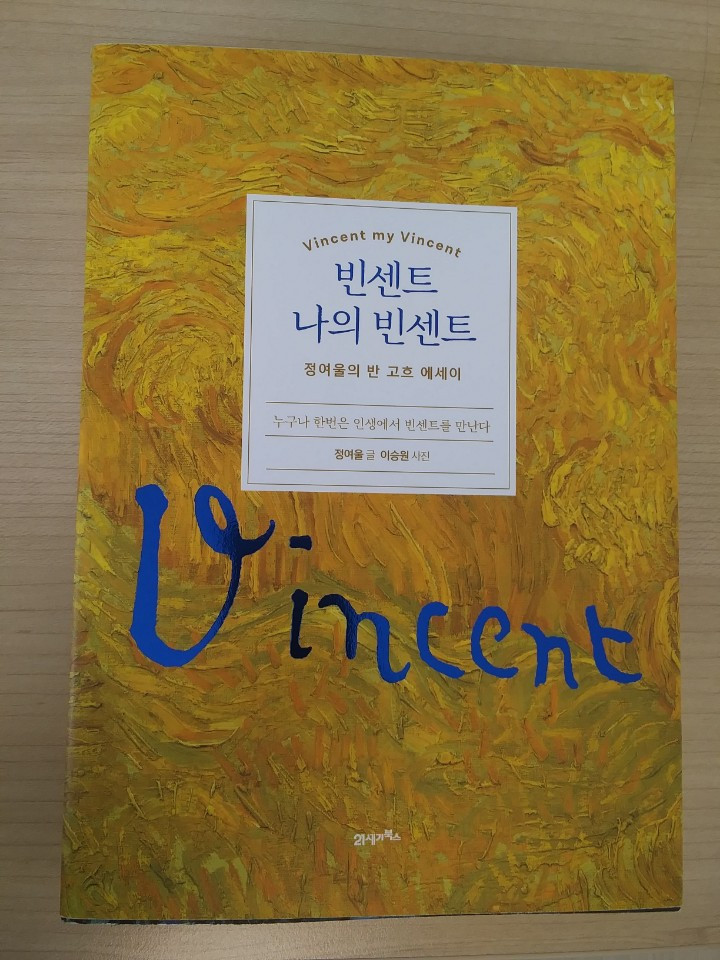 Vincent my Vincent
빈센트
나의 빈센트
정여울의 반 고흐 에세이
누구나 한번은 인생에서 빈센트를 만난다
정여울 글 이승원 사진
Vincent
21세기북스